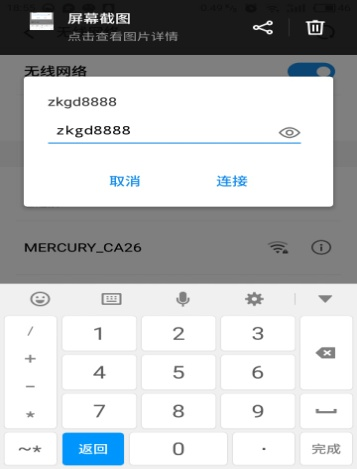 屏幕截图
点击查看图片详情
无线网络
zkgd8888
zkgd8888
取消 连接
MERCURY_CA26
/ 1 2 3
+ 4 5 6
-
* 7 8 9
~* 返回 0 . 完成